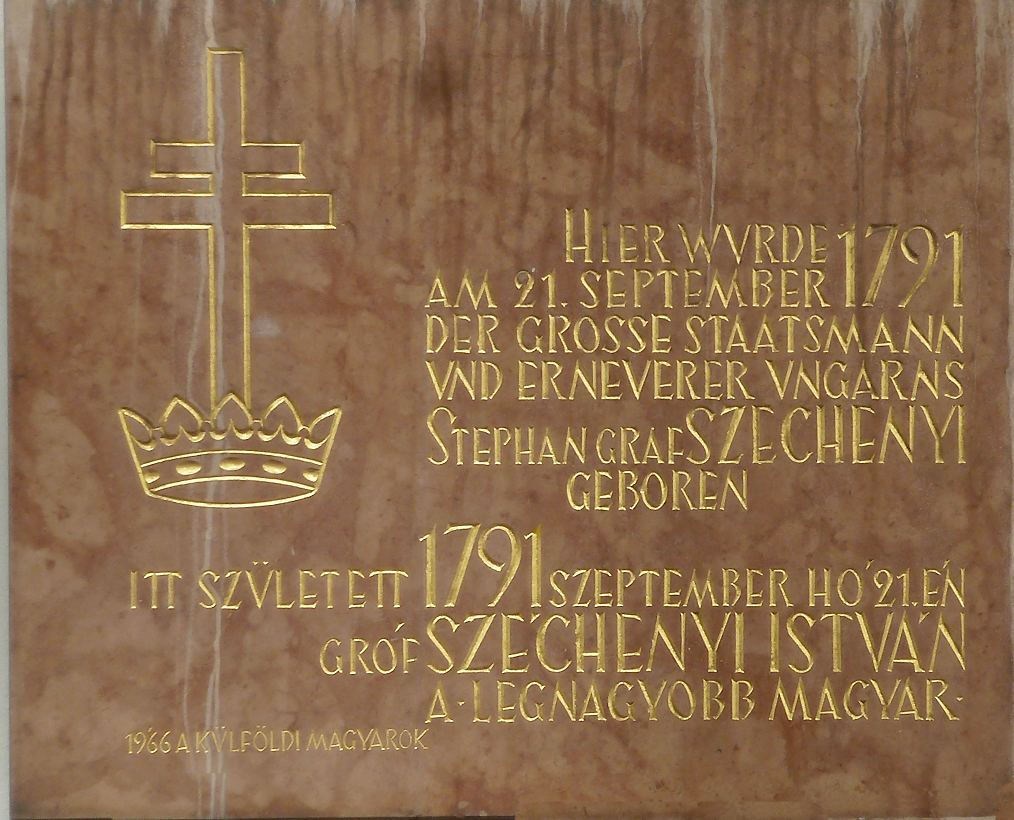 HIER WVRDE 1791
AM 21. SEPTEMBER
DER GROSSE STAATSMANN
VND ERNEVERER VNGARNS
STEPHAN GRAF SZECHENYI
GEBOREN
ITT SZÜLETETT 1791 SZEPTEMBER HÓ 21.ÉN
GRÓF SZÉCHENYI ISTVÁN
A·LEGNAGYOBB MAGYAR·
1966 A KÜLFÖLDI MAGYAROK